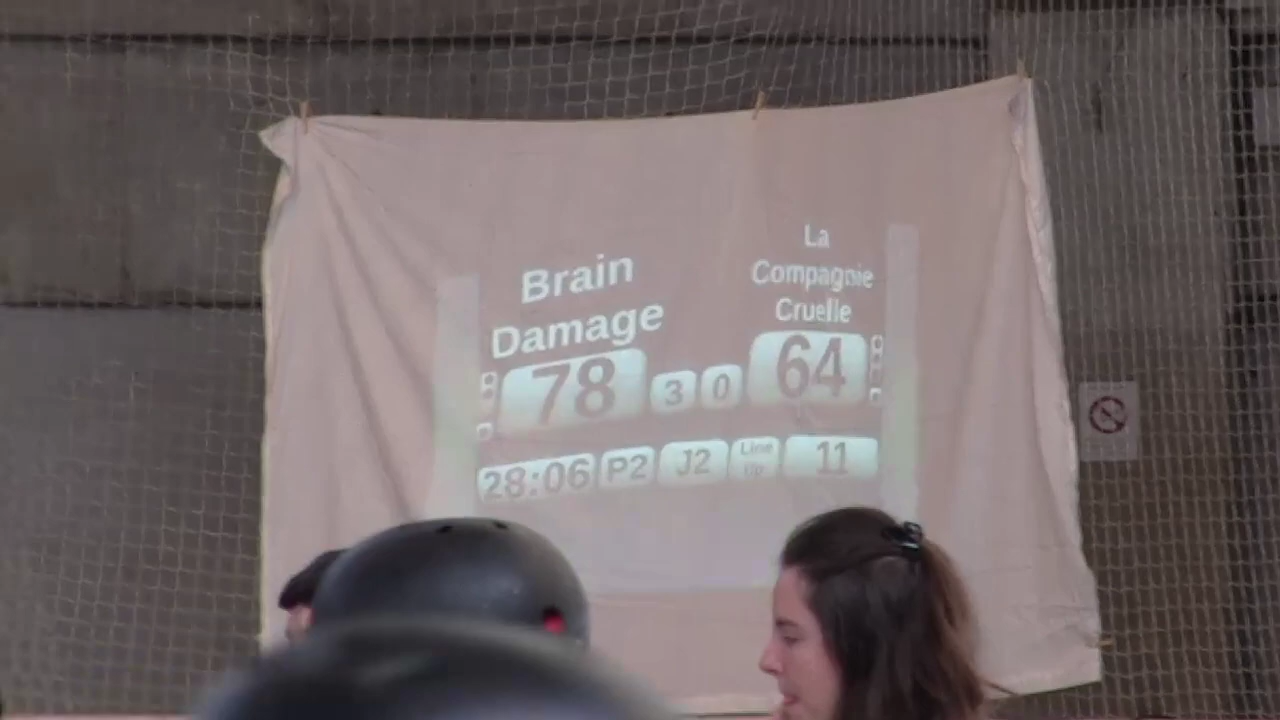 Brain
Damage
La
Compagnie
Cruelle
78
3
0
64
28:06
P2
J2
Line
Up
11